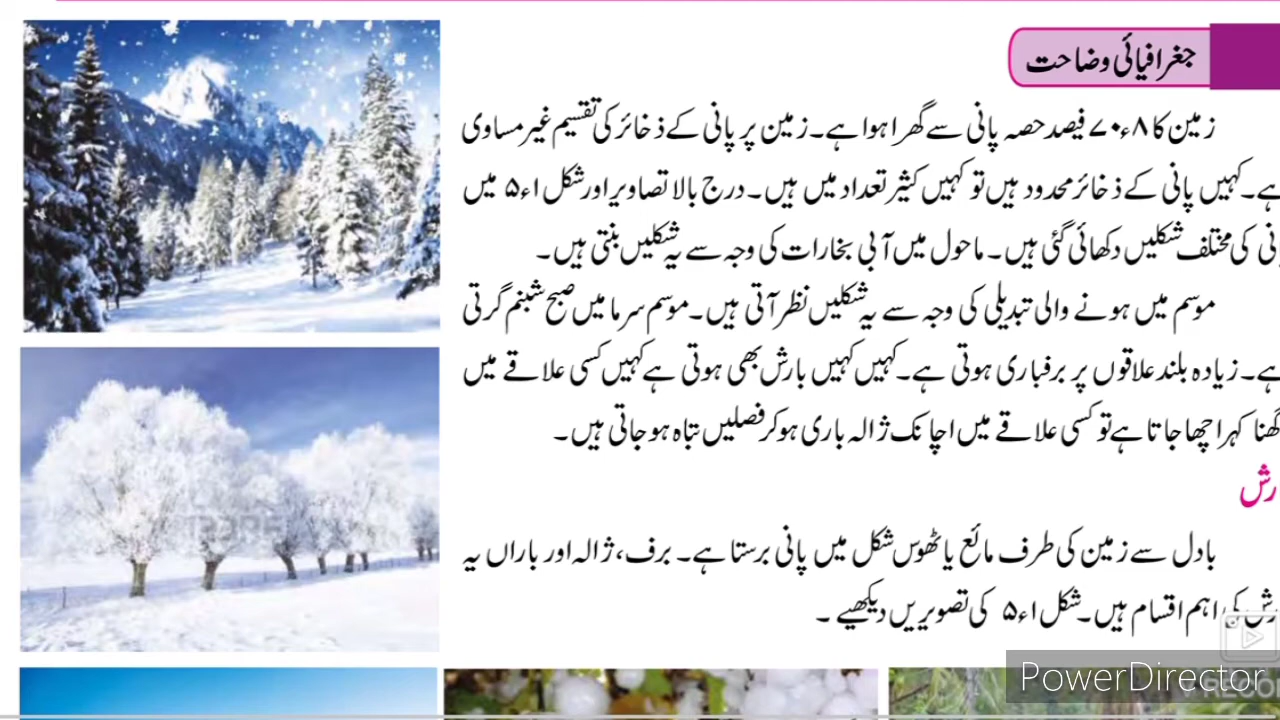 جغرافیائی وضاحت
زمین کا ۷۰ء۸ فیصد حصہ پانی سے گھرا ہوا ہے۔ زمین پر پانی کے ذخائر کی تقسیم غیر مساوی
ہے۔ کہیں پانی کے ذخائر محدود ہیں تو کہیں کثیر تعداد میں ہیں۔ درج بالا تصاویر اور شکل ۵ء۱ میں
کی مختلف شکلیں دکھائی گئی ہیں۔ ماحول میں آبی بخارات کی وجہ سے یہ شکلیں بنتی ہیں۔
موسم میں ہونے والی تبدیلی کی وجہ سے یہ شکلیں نظر آتی ہیں۔ موسم سرما میں صبح شبنم گرتی
ہے۔ زیادہ بلند علاقوں پر برفباری ہوتی ہے۔ کہیں کہیں بارش بھی ہوتی ہے کہیں کسی علاقے میں
کہرا چھا جاتا ہے تو کسی علاقے میں اچانک ژالہ باری ہو کر فصلیں تباہ ہو جاتی ہیں۔
بادل سے زمین کی طرف مائع یا ٹھوس شکل میں پانی برستا ہے۔ برف، ژالہ اور باراں یہ
کی اہم اقسام ہیں۔ شکل ۵ء۱ کی تصویریں دیکھیے۔
PowerDirector